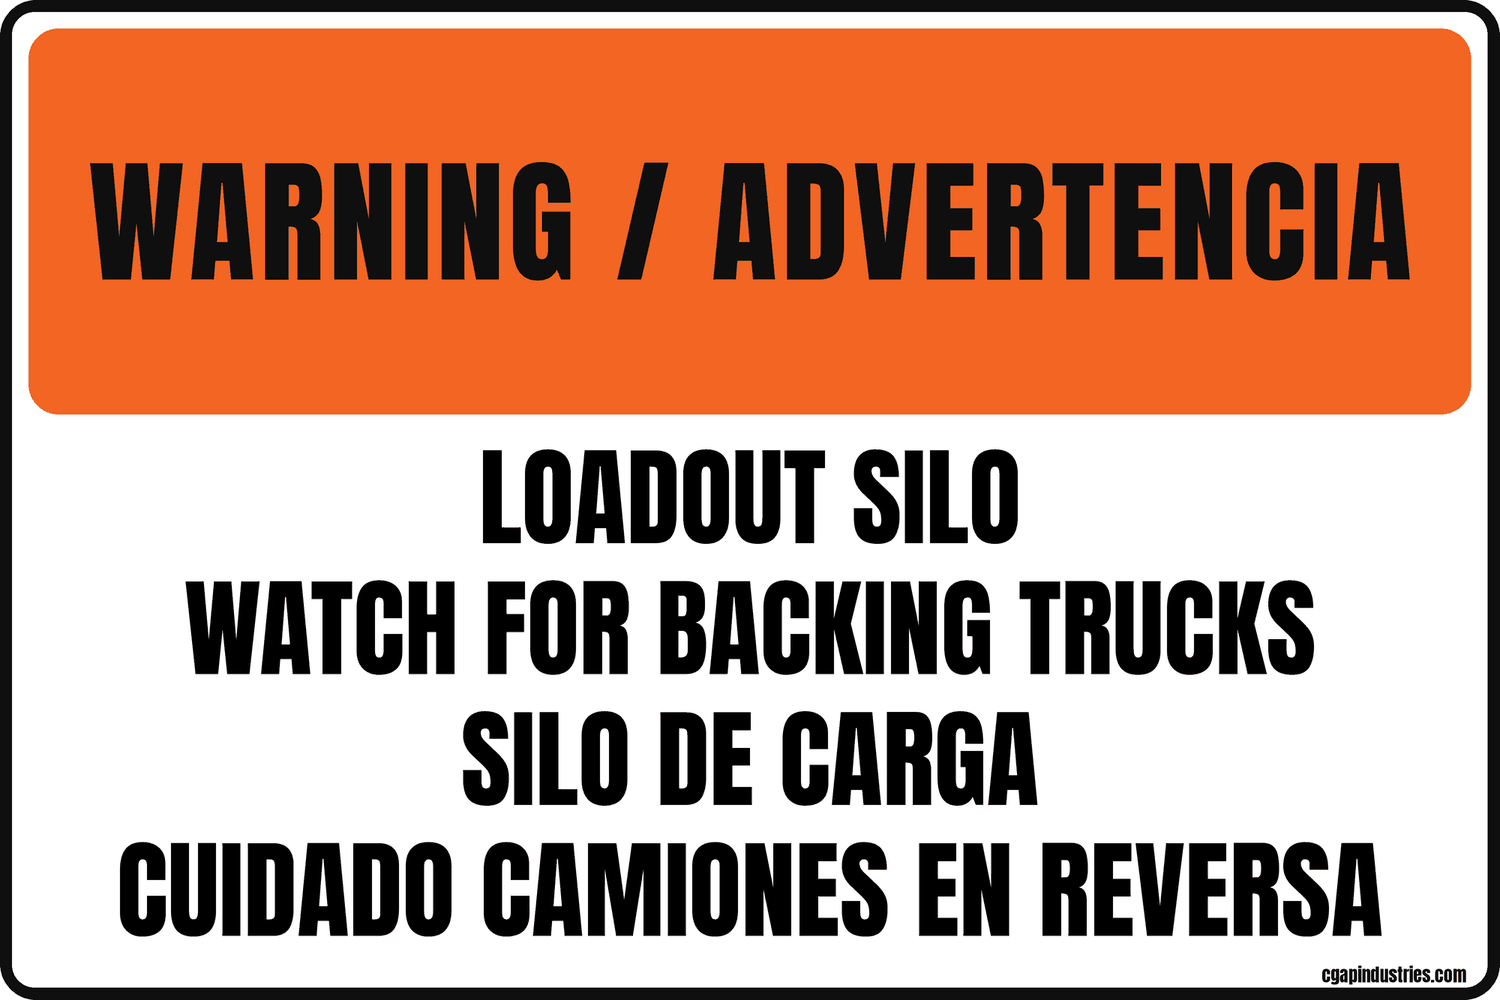 WARNING / ADVERTENCIA
LOADOUT SILO
WATCH FOR BACKING TRUCKS
SILO DE CARGA
CUIDADO CAMIONES EN REVERSA
cgapindustries.com